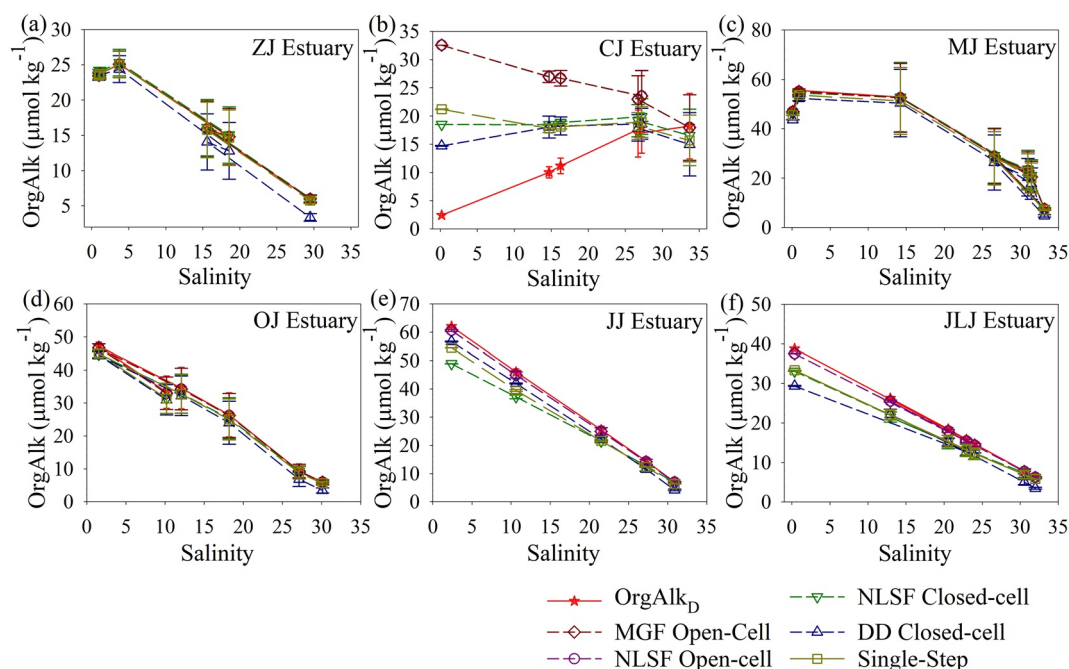 (a) ZJ Estuary
OrgAlk (μmol kg⁻¹)
30
25
20
15
10
5
0 5 10 15 20 25 30 35
Salinity
(b) CJ Estuary
OrgAlk (μmol kg⁻¹)
35
30
25
20
15
10
5
0
0 5 10 15 20 25 30 35
Salinity
(c) MJ Estuary
OrgAlk (μmol kg⁻¹)
80
60
40
20
0
0 5 10 15 20 25 30 35
Salinity
(d) OJ Estuary
OrgAlk (μmol kg⁻¹)
60
50
40
30
20
10
0
0 5 10 15 20 25 30 35
Salinity
(e) JJ Estuary
OrgAlk (μmol kg⁻¹)
70
60
50
40
30
20
10
0
0 5 10 15 20 25 30 35
Salinity
(f) JLJ Estuary
OrgAlk (μmol kg⁻¹)
50
40
30
20
10
0
0 5 10 15 20 25 30 35
Salinity
OrgAlk_D
MGF Open-Cell
NLSF Open-cell
NLSF Closed-cell
DD Closed-cell
Single-Step